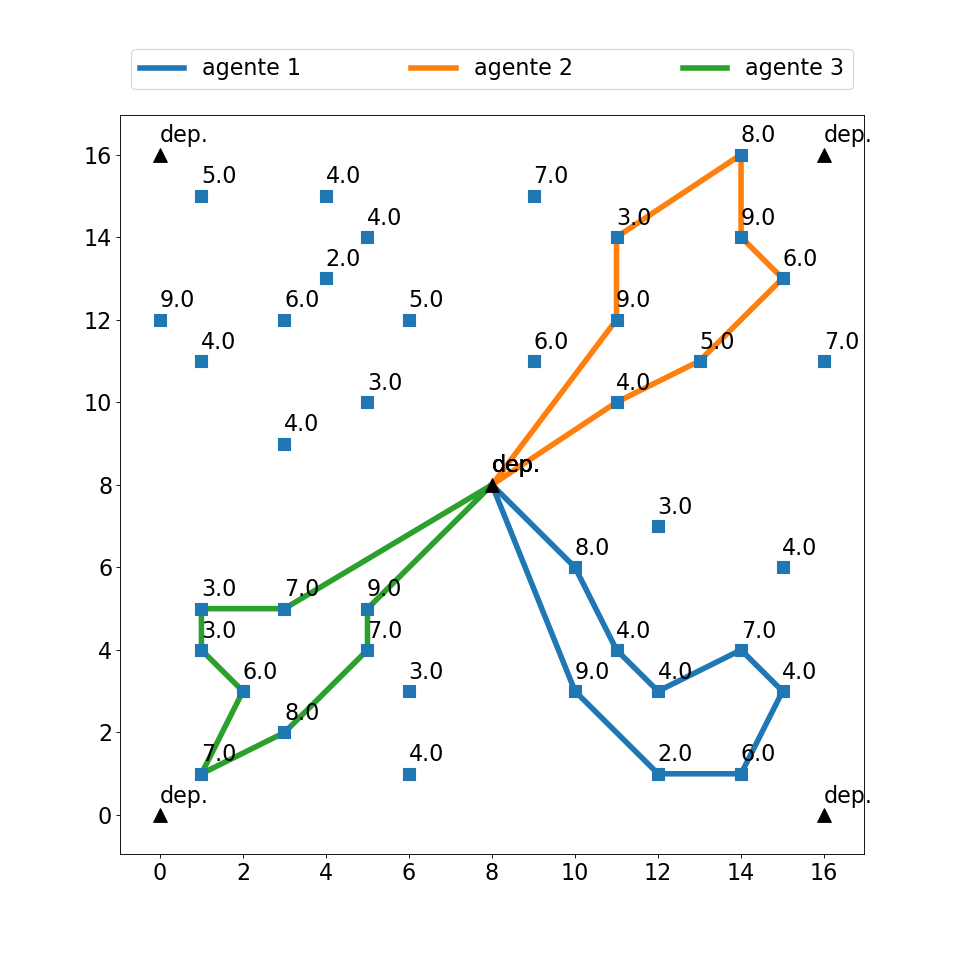 agente 1 agente 2 agente 3
dep. 8.0 dep.
16
5.0 4.0 7.0
4.0 3.0 9.0
14
2.0 6.0
9.0 6.0 5.0 9.0
12
4.0 6.0 5.0 7.0
3.0 4.0
10
4.0
dep. dep.
8
3.0
8.0 4.0
6
3.0 7.0 9.0
3.0 7.0 4.0 7.0
4
6.0 3.0 9.0 4.0 4.0
8.0
2
7.0 4.0 2.0 6.0
dep. dep.
0
0 2 4 6 8 10 12 14 16